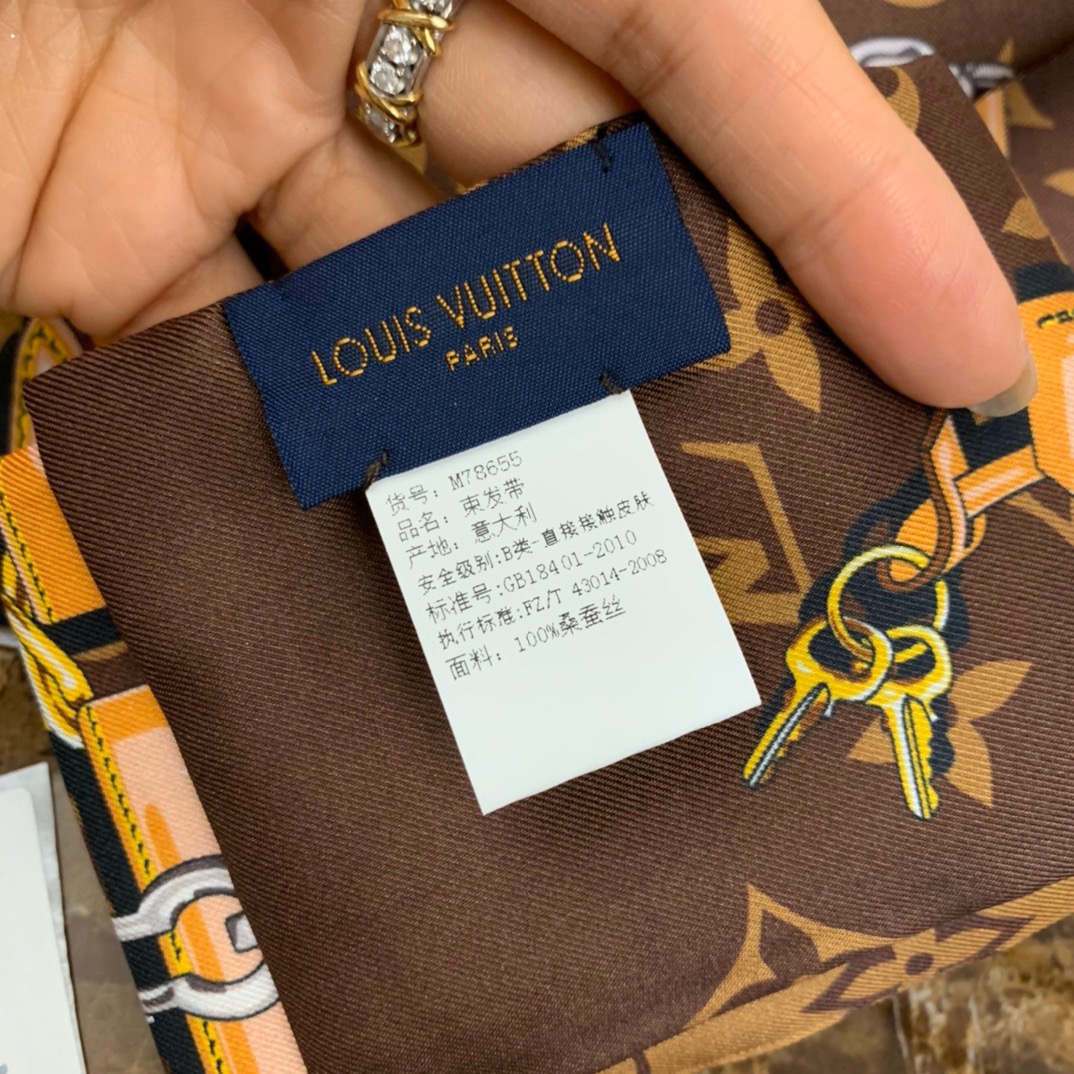 LOUIS VUITTON
PARIS
货号: M78655
品名: 束发带
产地: 意大利
安全级别:B类-直接接触皮肤
标准号:GB18401-2010
执行标准:FZ/T 43014-2008
面料: 100%桑蚕丝